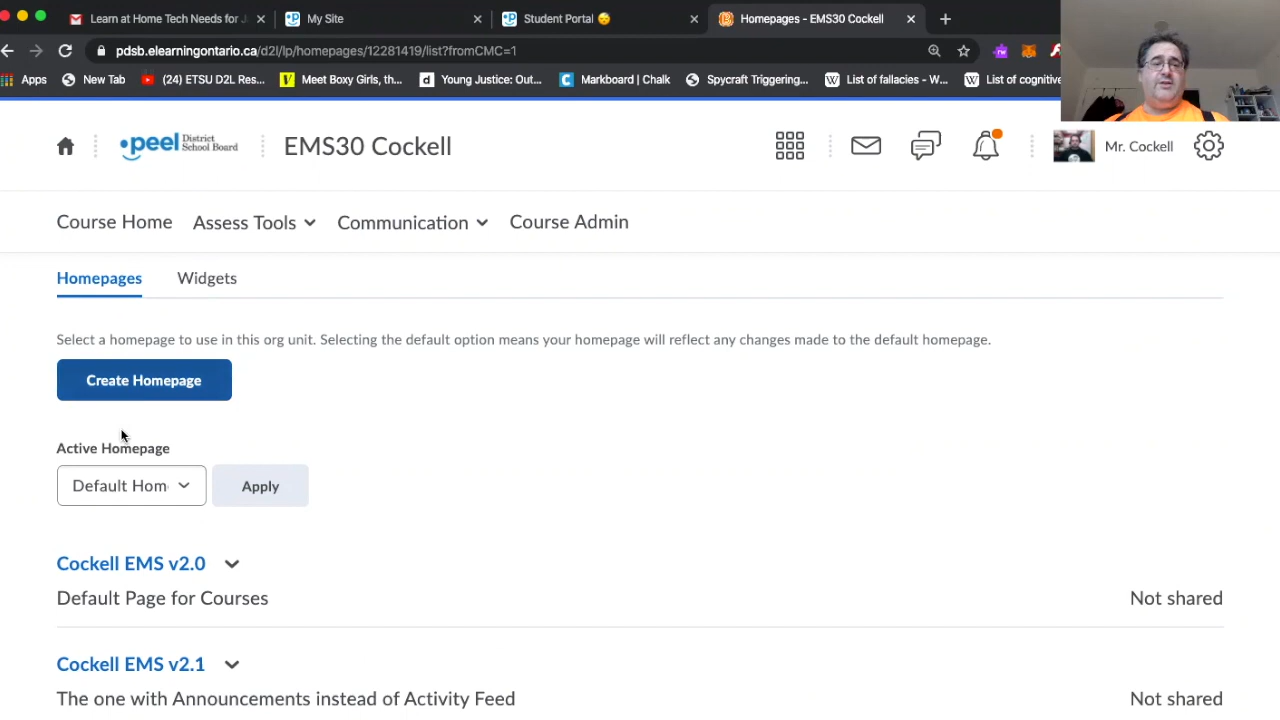 Learn at Home Tech Needs for J
My Site
Student Portal 😴
Homepages - EMS30 Cockell
pdsb.elearningontario.ca/d2l/lp/homepages/12281419/list?fromCMC=1
Apps
New Tab
(24) ETSU D2L Res...
Meet Boxy Girls, th...
Young Justice: Out...
Markboard | Chalk
Spycraft Triggering...
List of fallacies - W...
List of cognitive
peel District School Board
EMS30 Cockell
Mr. Cockell
Course Home
Assess Tools
Communication
Course Admin
Homepages
Widgets
Select a homepage to use in this org unit. Selecting the default option means your homepage will reflect any changes made to the default homepage.
Create Homepage
Active Homepage
Default Hom
Apply
Cockell EMS v2.0
Default Page for Courses
Not shared
Cockell EMS v2.1
The one with Announcements instead of Activity Feed
Not shared